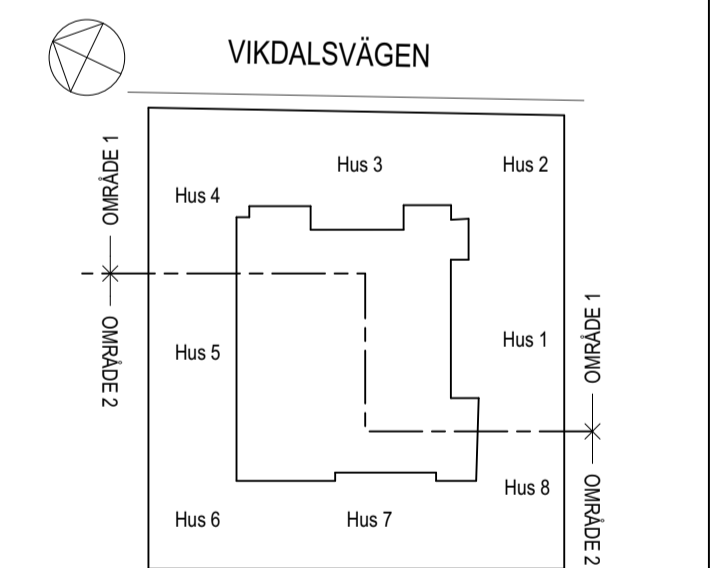 VIKDALSVÄGEN
OMRÅDE 1
Hus 3
Hus 2
Hus 4
OMRÅDE 2
Hus 5
Hus 1
OMRÅDE 1
Hus 8
Hus 6
Hus 7
OMRÅDE 2